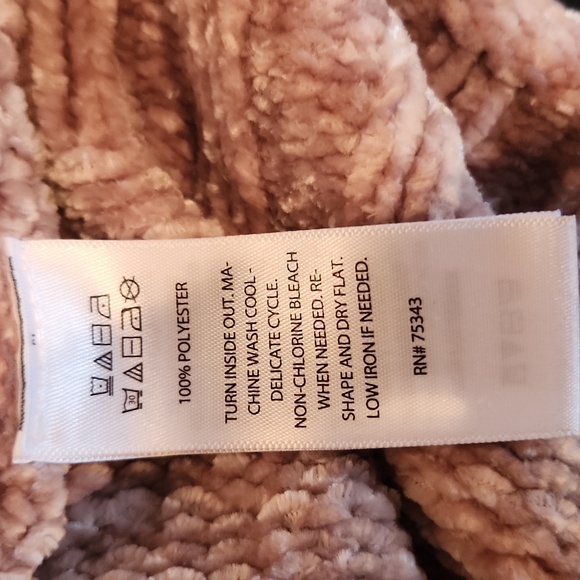 30
100% POLYESTER
TURN INSIDE OUT. MA-
CHINE WASH COOL -
DELICATE CYCLE.
NON-CHLORINE BLEACH
WHEN NEEDED. RE-
SHAPE AND DRY FLAT.
LOW IRON IF NEEDED.
RN# 75343